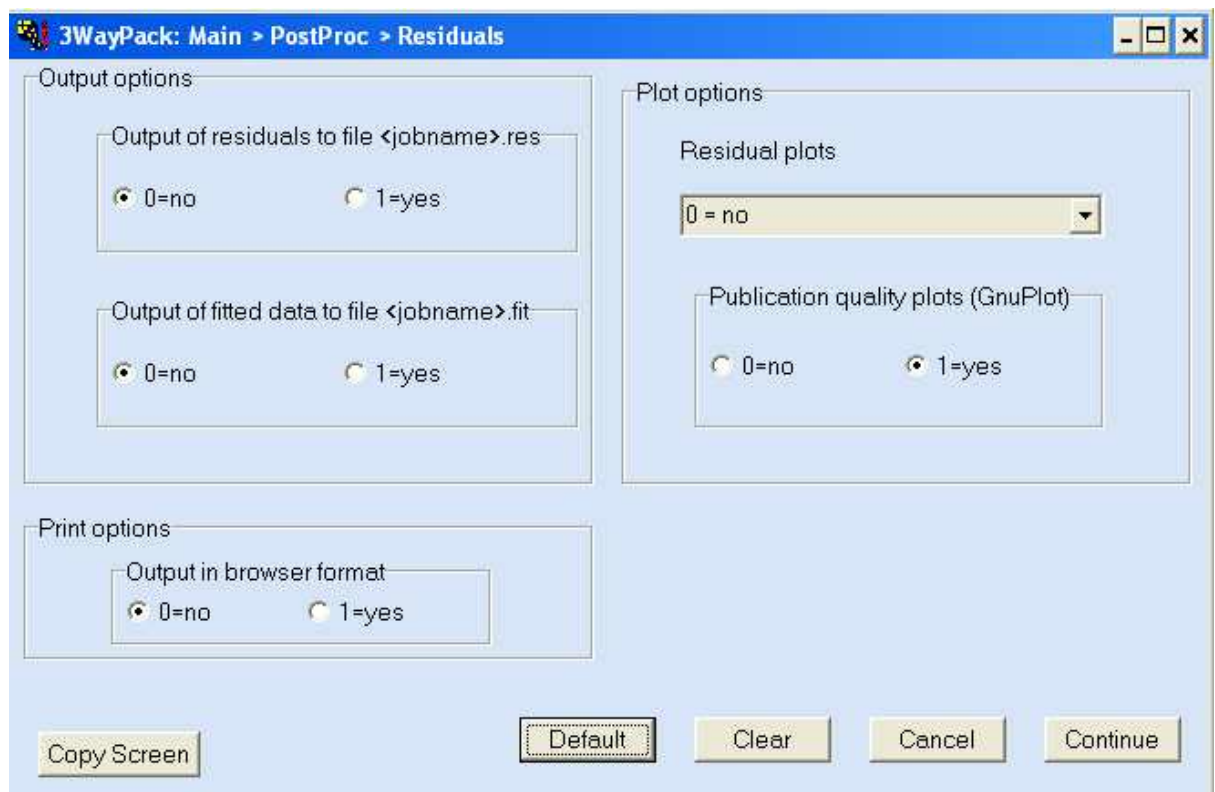 3WayPack: Main > PostProc > Residuals
Output options
Output of residuals to file <jobname>.res
0=no 1=yes
Output of fitted data to file <jobname>.fit
0=no 1=yes
Plot options
Residual plots
0 = no
Publication quality plots (GnuPlot)
0=no 1=yes
Print options
Output in browser format
0=no 1=yes
Copy Screen Default Clear Cancel Continue